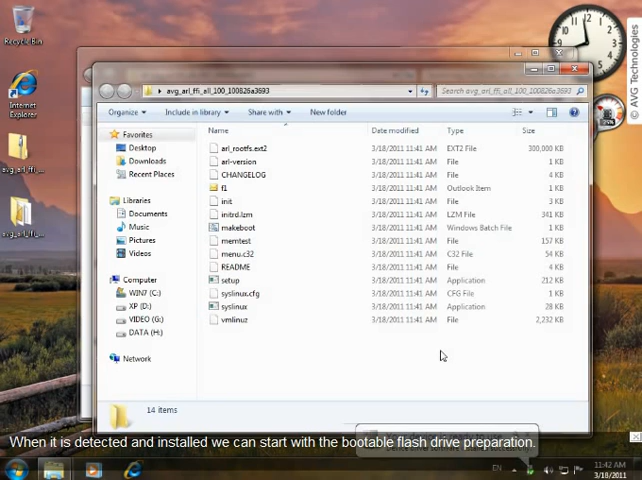 Recycle Bin
Internet
Explorer
avg_arl_ffi_...
avg_arl_ffi_...
© AVG Technologies
avg_arl_ffi_all_100_100826a3693
Search avg_arl_ffi_all_100_100826a3693
Organize
Include in library
Share with
New folder
Name Date modified Type Size
Favorites
Desktop
Downloads
Recent Places
Libraries
Documents
Music
Pictures
Videos
Computer
WIN7 (C:)
XP (D:)
VIDEO (G:)
DATA (H:)
Network
arl_rootfs.ext2 3/18/2011 11:41 AM EXT2 File 300,000 KB
arl-version 3/18/2011 11:41 AM File 1 KB
CHANGELOG 3/18/2011 11:41 AM File 4 KB
f1 3/18/2011 11:41 AM Outlook Item 1 KB
init 3/18/2011 11:41 AM File 3 KB
initrd.lzm 3/18/2011 11:41 AM LZM File 341 KB
makeboot 3/18/2011 11:41 AM Windows Batch File 1 KB
memtest 3/18/2011 11:41 AM File 157 KB
menu.c32 3/18/2011 11:41 AM C32 File 54 KB
README 3/18/2011 11:41 AM File 4 KB
setup 3/18/2011 11:41 AM Application 212 KB
syslinux.cfg 3/18/2011 11:41 AM CFG File 1 KB
syslinux 3/18/2011 11:41 AM Application 28 KB
vmlinuz 3/18/2011 11:41 AM File 2,232 KB
14 items
When it is detected and installed we can start with the bootable flash drive preparation.
EN
11:42 AM
3/18/2011